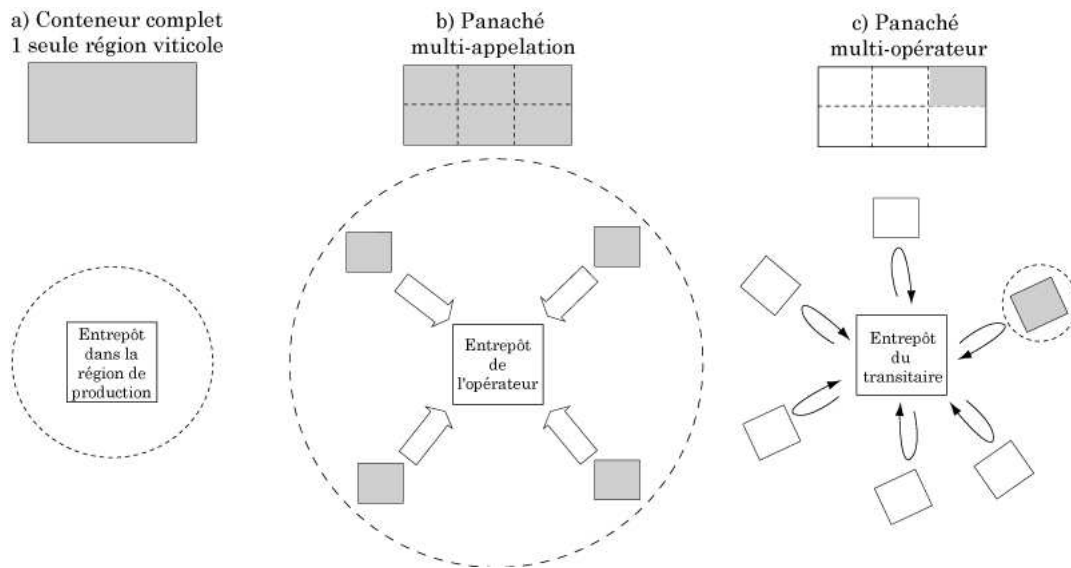 a) Conteneur complet
1 seule région viticole
b) Panaché
multi-appelation
c) Panaché
multi-opérateur
Entrepôt
dans la
région de
production
Entrepôt
de
l'opérateur
Entrepôt
du
transitaire